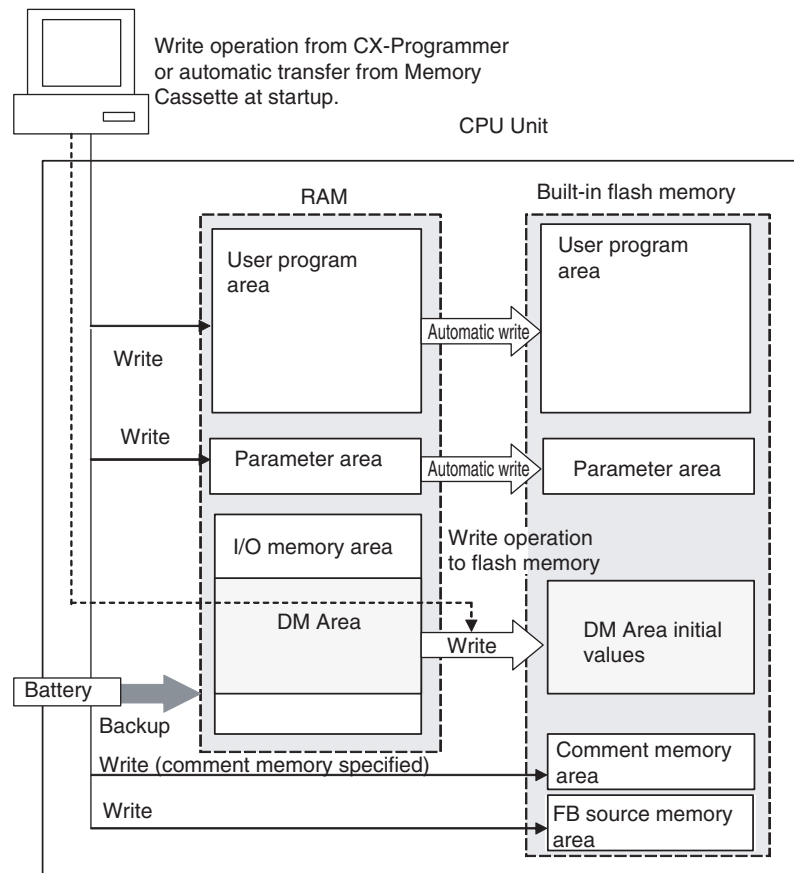 Write operation from CX-Programmer
or automatic transfer from Memory
Cassette at startup.
CPU Unit
RAM
Built-in flash memory
User program
area
User program
area
Automatic write
Write
Write
Parameter area
Automatic write
Parameter area
I/O memory area
Write operation
to flash memory
DM Area
Write
DM Area initial
values
Battery
Backup
Comment memory
area
Write (comment memory specified)
Write
FB source memory
area